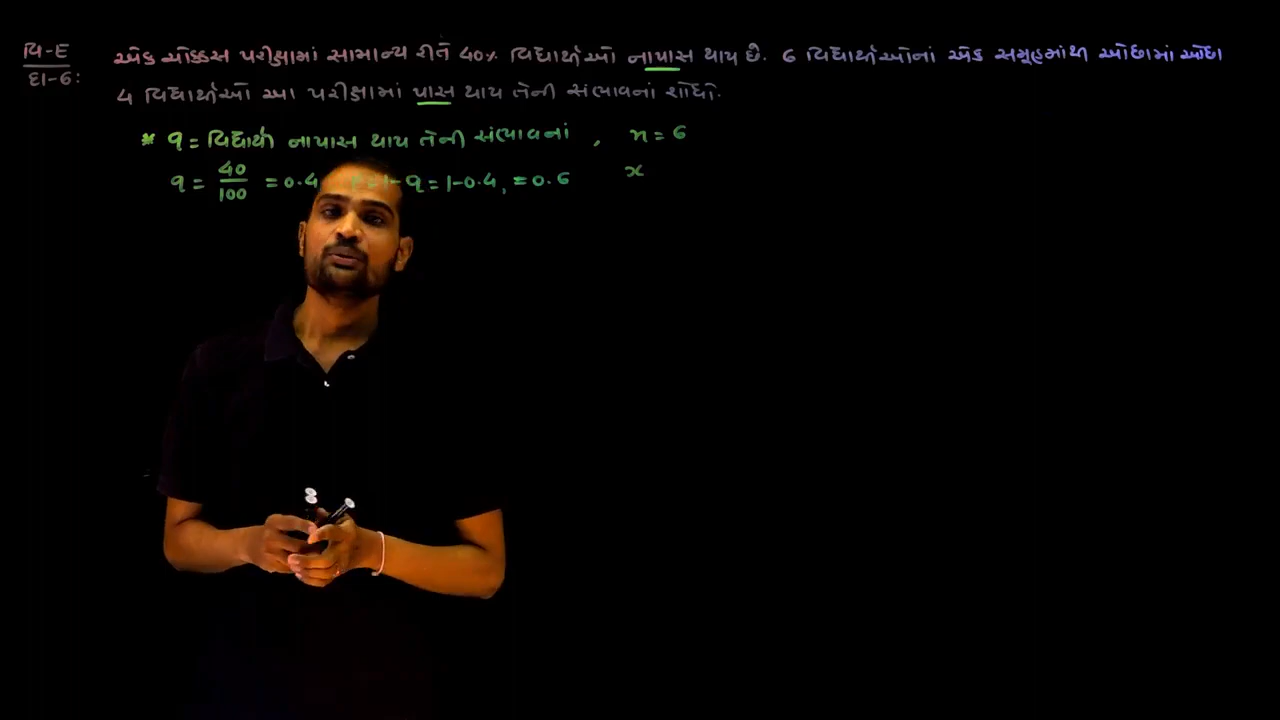 વિ-E
દા-6:
એક ચોક્કસ પરીક્ષામાં સામાન્ય રીતે 40% વિદ્યાર્થીઓ નાપાસ થાય છે. 6 વિદ્યાર્થીઓનાં એક સમૂહમાંથી ઓછામાં ઓછા
4 વિદ્યાર્થીઓ આ પરીક્ષામાં પાસ થાય તેની સંભાવનાં શોધો.
* q = વિદ્યાર્થી નાપાસ થાય તેની સંભાવનાં , n = 6
q = 40/100 = 0.4 = 1 - q = 1 - 0.4, = 0.6 x